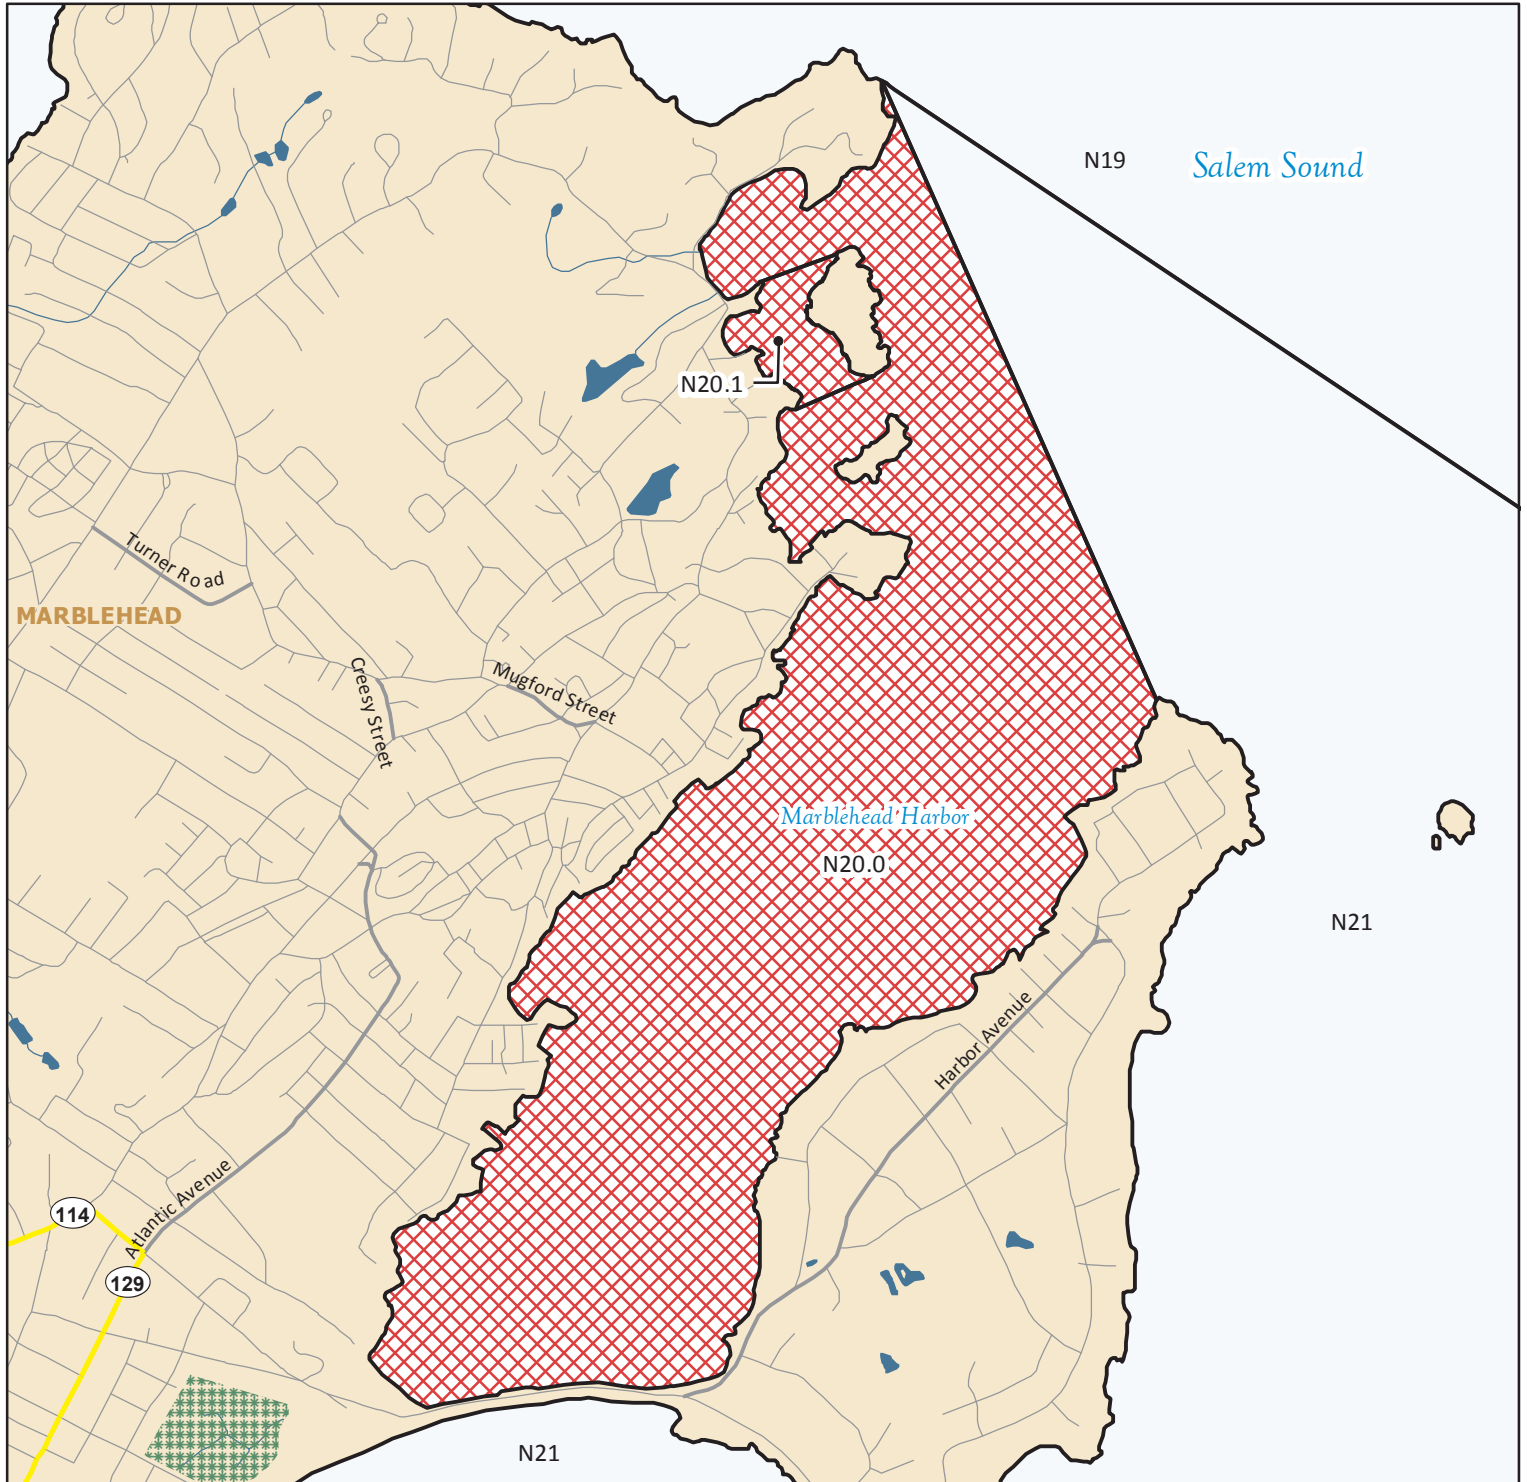 N19
Salem Sound
N20.1
Turner Road
MARBLEHEAD
Creesy Street
Mugford Street
Marblehead Harbor
N20.0
N21
Harbor Avenue
Atlantic Avenue
114
129
N21